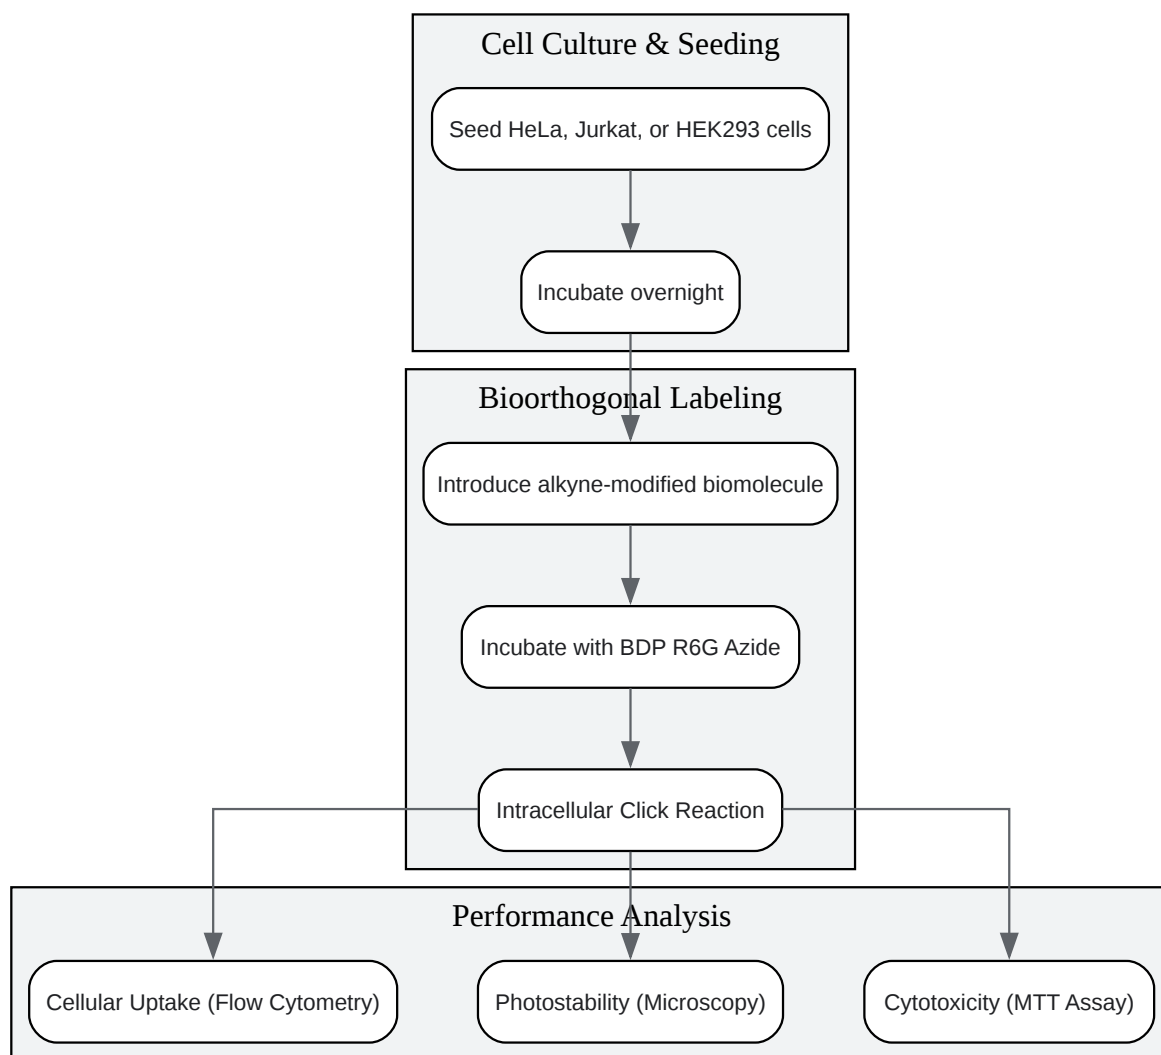 Cell Culture & Seeding
Seed HeLa, Jurkat, or HEK293 cells
Incubate overnight
Bioorthogonal Labeling
Introduce alkyne-modified biomolecule
Incubate with BDP R6G Azide
Intracellular Click Reaction
Performance Analysis
Cellular Uptake (Flow Cytometry)
Photostability (Microscopy)
Cytotoxicity (MTT Assay)